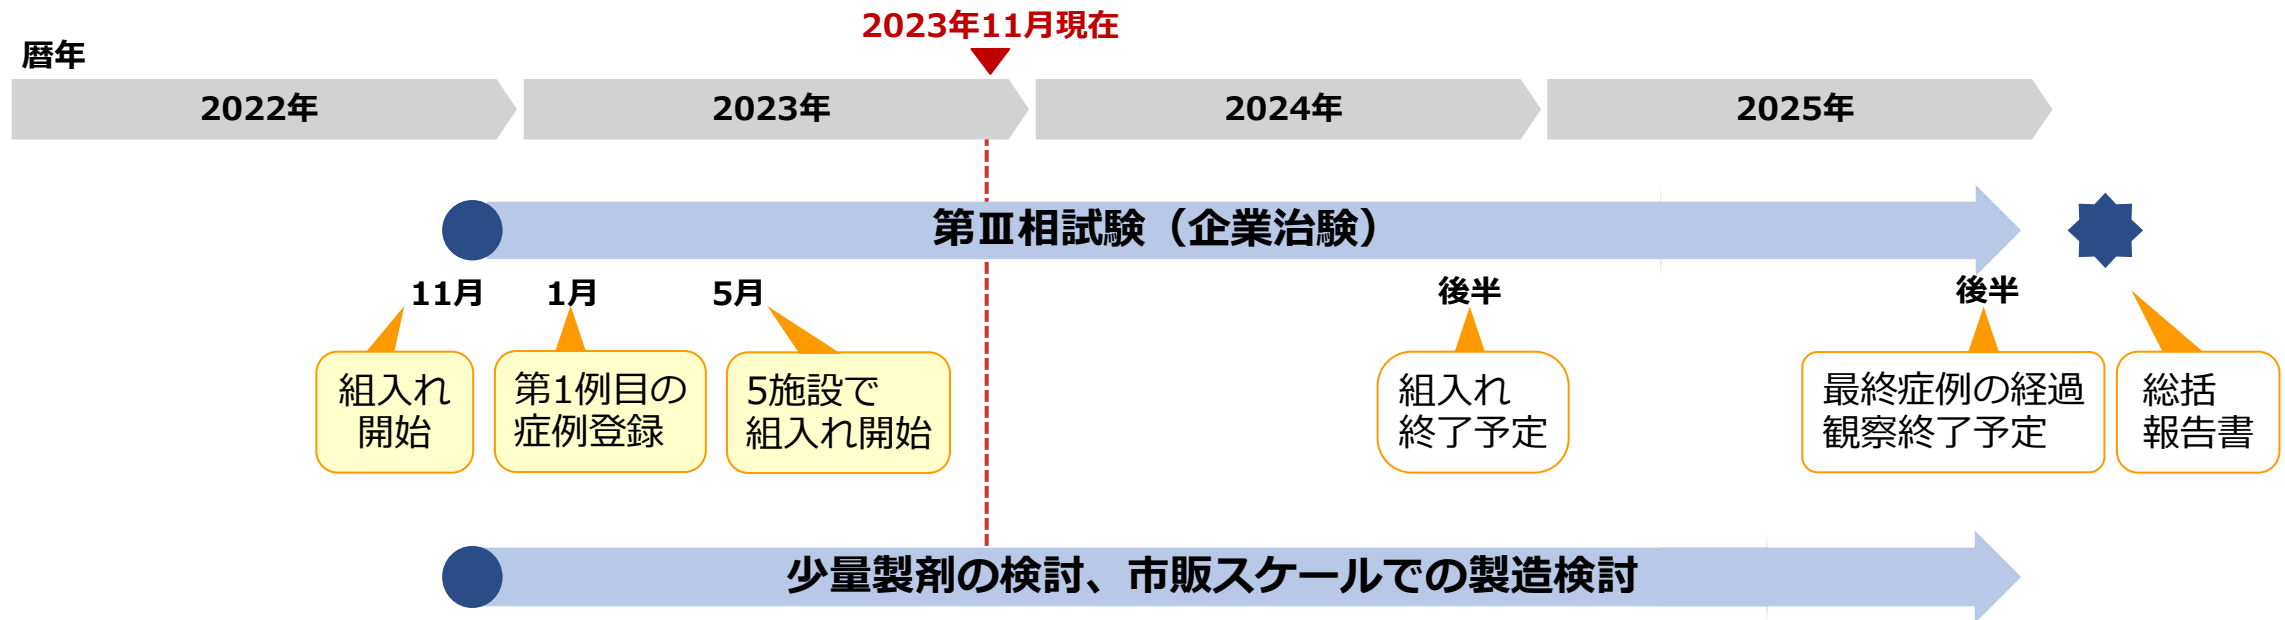 2023年11月現在
暦年
2022年
2023年
2024年
2025年
第Ⅲ相試験（企業治験）
11月
1月
5月
後半
後半
組入れ
開始
第1例目の
症例登録
5施設で
組入れ開始
組入れ
終了予定
最終症例の経過
観察終了予定
総括
報告書
少量製剤の検討、市販スケールでの製造検討